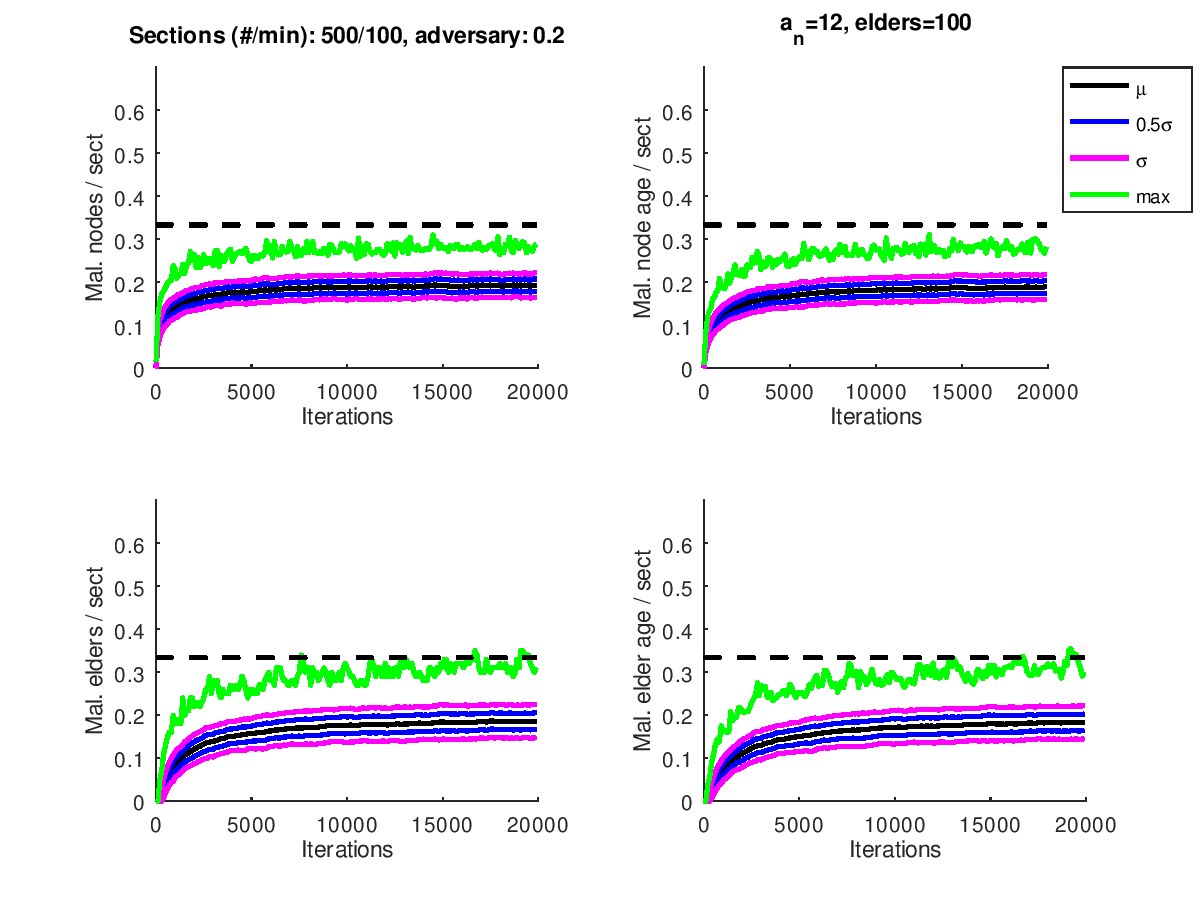 Sections (#/min): 500/100, adversary: 0.2
a_n=12, elders=100
μ
0.5σ
σ
max
Mal. nodes / sect
0.6
0.5
0.4
0.3
0.2
0.1
0
0 5000 10000 15000 20000
Iterations
Mal. node age / sect
0.6
0.5
0.4
0.3
0.2
0.1
0
0 5000 10000 15000 20000
Iterations
Mal. elders / sect
0.6
0.5
0.4
0.3
0.2
0.1
0
0 5000 10000 15000 20000
Iterations
Mal. elder age / sect
0.6
0.5
0.4
0.3
0.2
0.1
0
0 5000 10000 15000 20000
Iterations